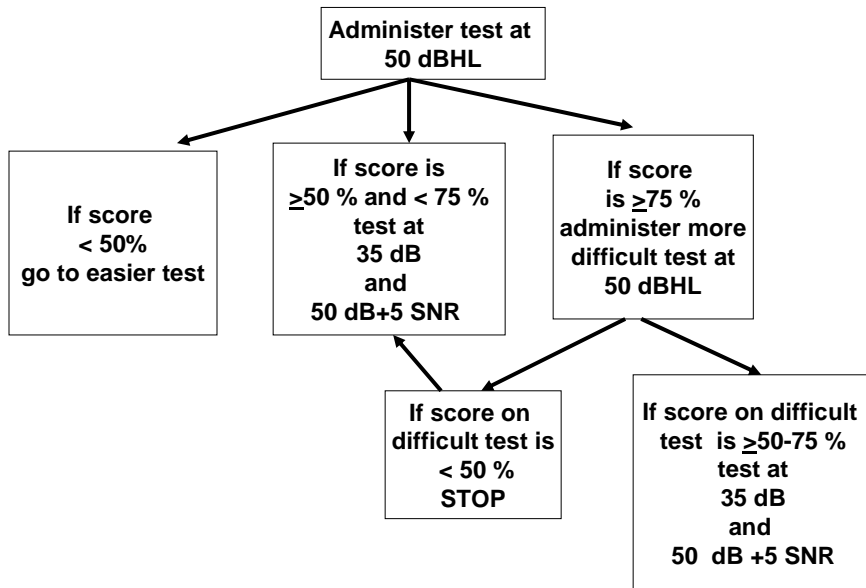 Administer test at
50 dBHL
If score
< 50%
go to easier test
If score is
≥50 % and < 75 %
test at
35 dB
and
50 dB+5 SNR
If
score
is ≥75 %
administer more
difficult test at
50 dBHL
If score on
difficult test is
< 50 %
STOP
If score on difficult
test is ≥50-75 %
test at
35 dB
and
50 dB +5 SNR